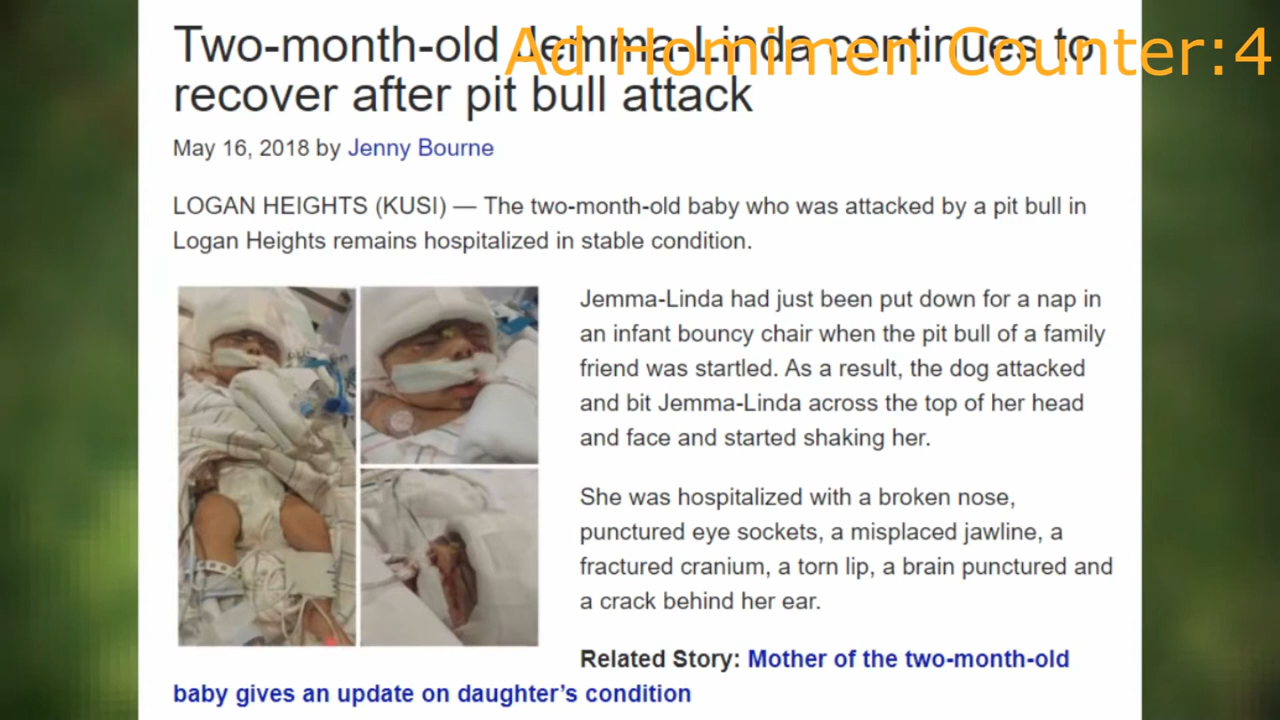 Ad Homimen Counter:4
Two-month-old Jemma-Linda continues to
recover after pit bull attack
May 16, 2018 by Jenny Bourne
LOGAN HEIGHTS (KUSI) — The two-month-old baby who was attacked by a pit bull in
Logan Heights remains hospitalized in stable condition.
Jemma-Linda had just been put down for a nap in
an infant bouncy chair when the pit bull of a family
friend was startled. As a result, the dog attacked
and bit Jemma-Linda across the top of her head
and face and started shaking her.
She was hospitalized with a broken nose,
punctured eye sockets, a misplaced jawline, a
fractured cranium, a torn lip, a brain punctured and
a crack behind her ear.
Related Story: Mother of the two-month-old
baby gives an update on daughter's condition